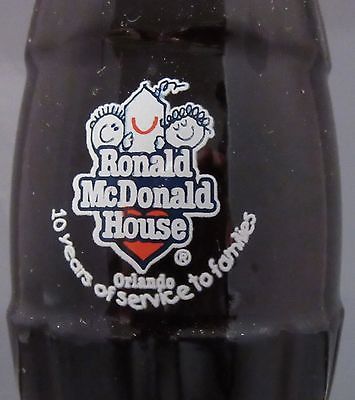 Ronald
McDonald
House
®
Orlando
10 years of service to families